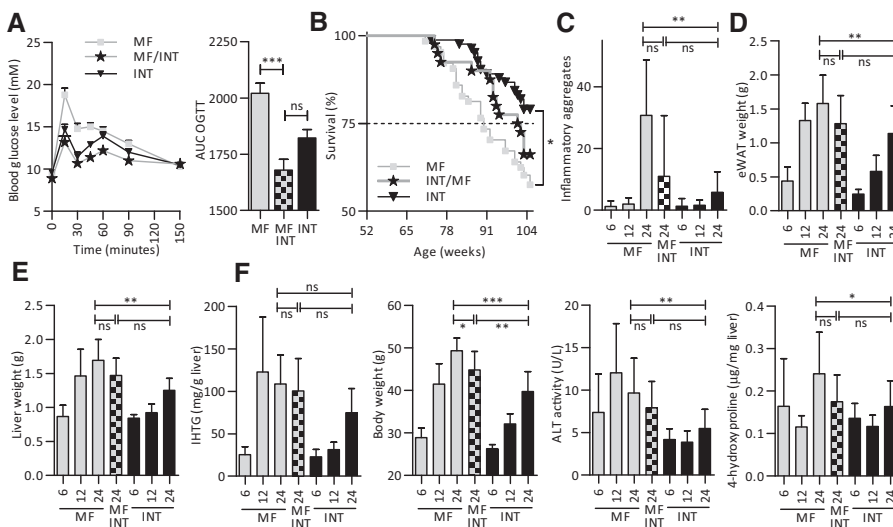 A
Blood glucose level (mM)
25
20
15
10
5
MF
MF/INT
INT
0
30
60
90
120
150
Time (minutes)
AUC OGTT
2250
2000
1750
1500
***
ns
MF
MF
INT
INT
B
Survival (%)
100
75
50
MF
INT/MF
INT
*
52
65
78
91
104
Age (weeks)
C
Inflammatory aggregates
60
40
20
0
**
ns
ns
6
12
24
24
6
12
24
MF
MF
INT
INT
D
eWAT weight (g)
2.5
2.0
1.5
1.0
0.5
0.0
**
ns
ns
6
12
24
24
6
12
24
MF
MF
INT
INT
E
Liver weight (g)
2.5
2.0
1.5
1.0
0.5
0.0
**
ns
ns
6
12
24
24
6
12
24
MF
MF
INT
INT
F
IHTG (mg/g liver)
200
150
100
50
0
ns
ns
ns
6
12
24
24
6
12
24
MF
MF
INT
INT
Body weight (g)
60
50
40
30
20
***
*
**
6
12
24
24
6
12
24
MF
MF
INT
INT
ALT activity (U/L)
20
15
10
5
0
**
ns
ns
6
12
24
24
6
12
24
MF
MF
INT
INT
4-hydroxyproline (µg/mg liver)
0.4
0.3
0.2
0.1
0.0
*
ns
ns
6
12
24
24
6
12
24
MF
MF
INT
INT